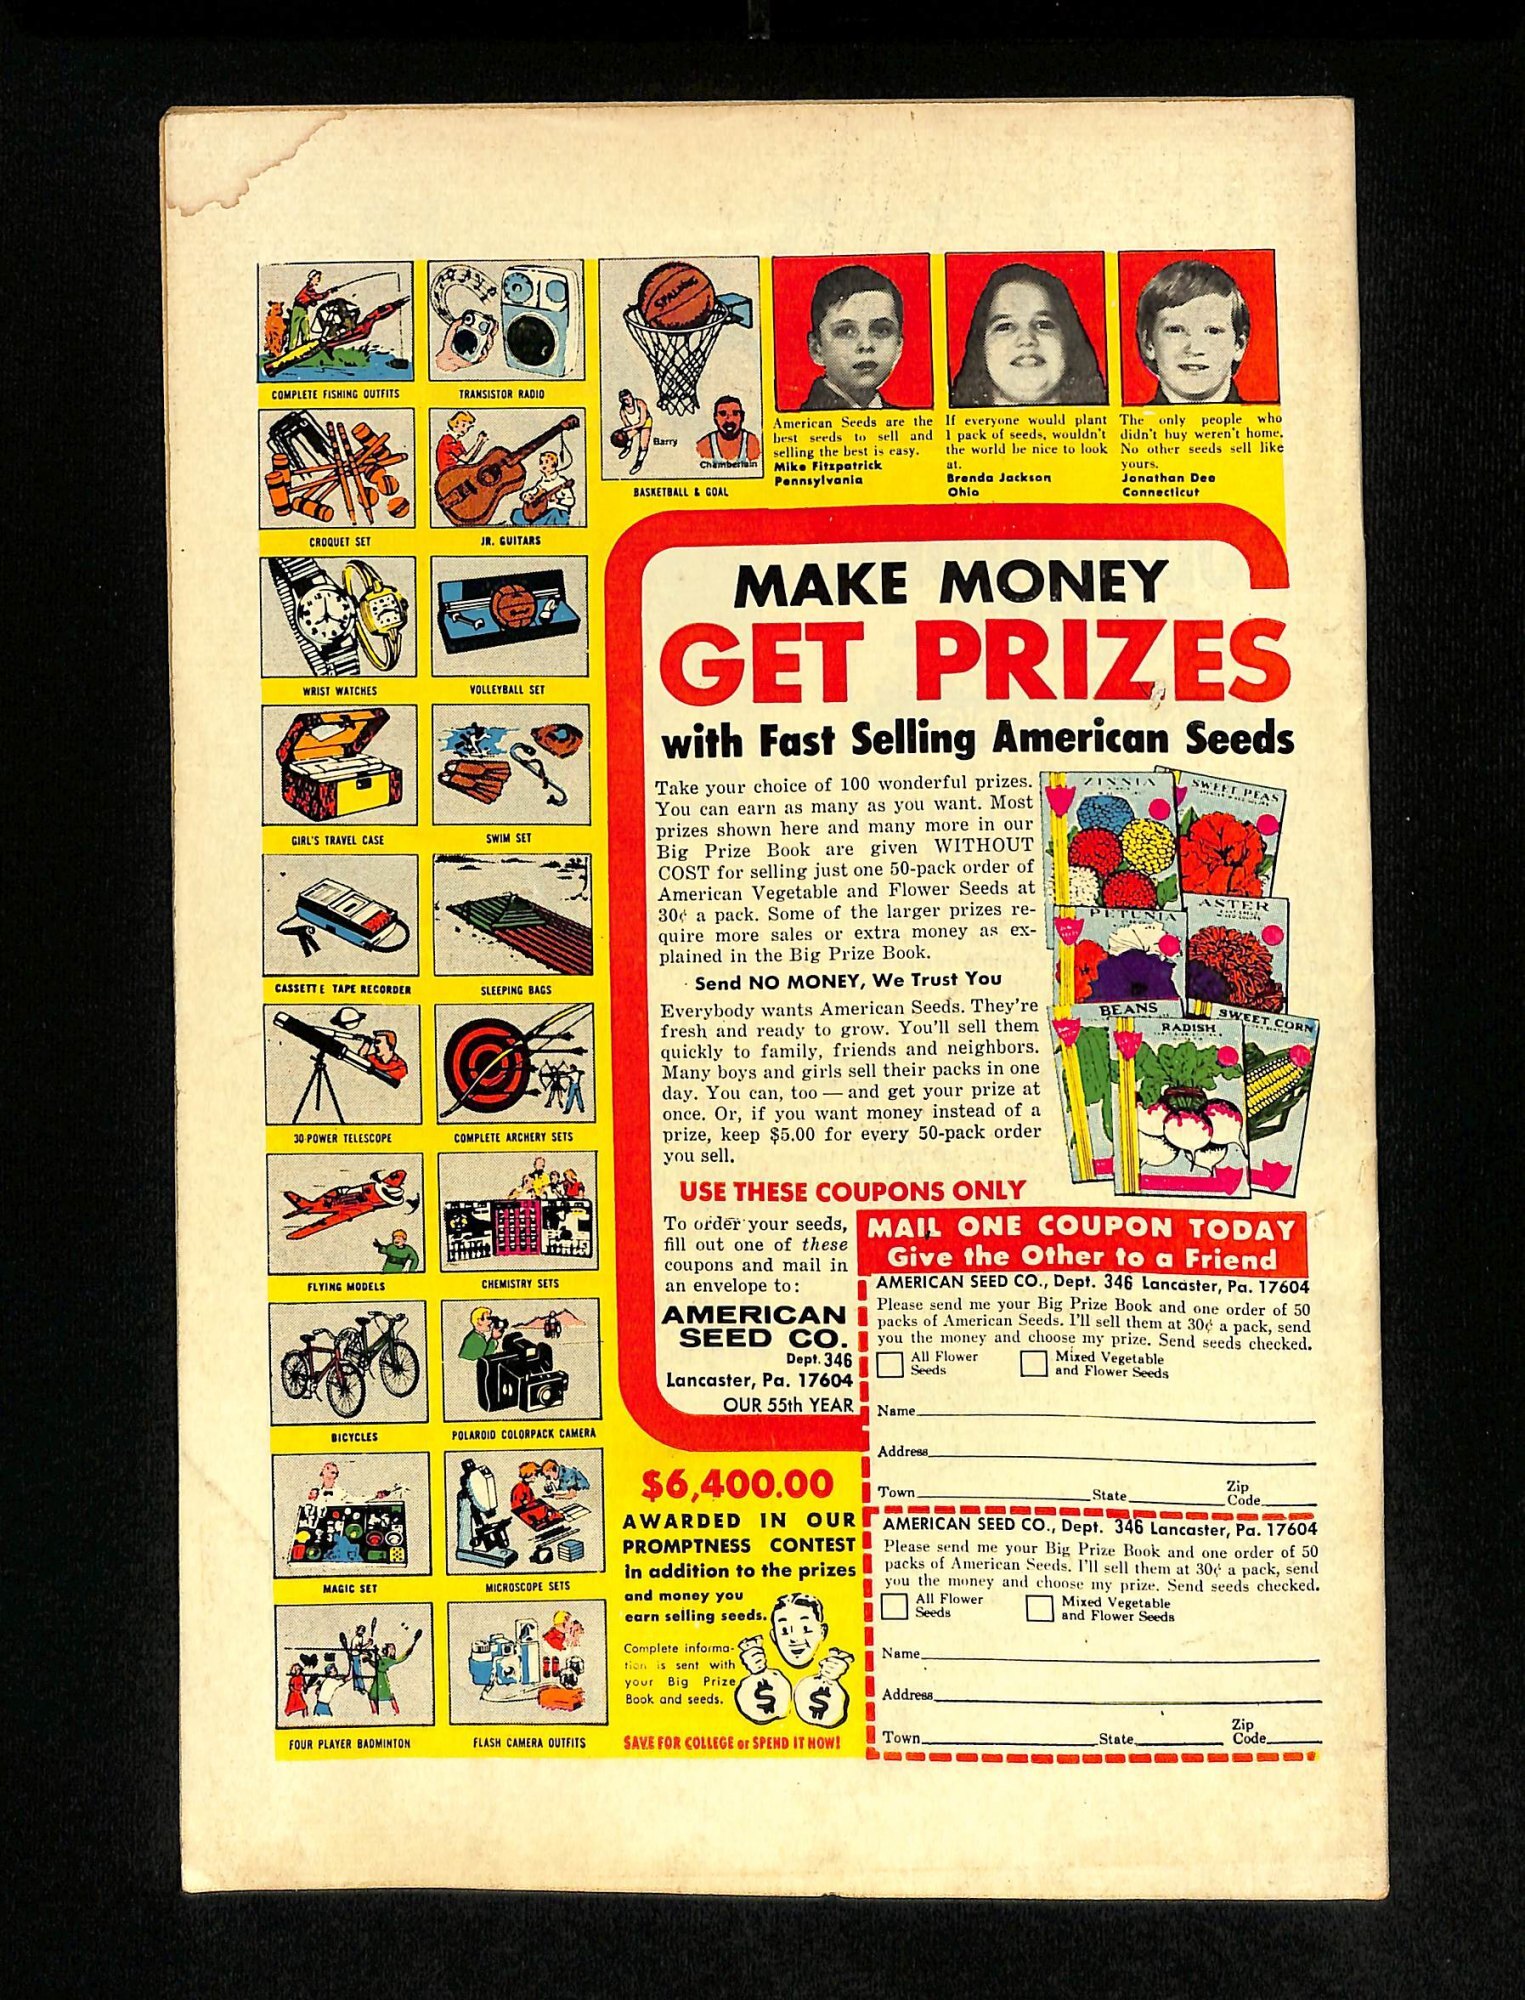 COMPLETE FISHING OUTFITS
TRANSISTOR RADIO
SPALDING
Barry
Chamberlain
BASKETBALL & GOAL
American Seeds are the
best seeds to sell and
selling the best is easy.
Mike Fitzpatrick
Pennsylvania
If everyone would plant
1 pack of seeds, wouldn't
the world be nice to look
at.
Brenda Jackson
Ohio
The only people who
didn't buy weren't home.
No other seeds sell like
yours.
Jonathan Dee
Connecticut
CROQUET SET
JR. GUITARS
WRIST WATCHES
VOLLEYBALL SET
GIRL'S TRAVEL CASE
SWIM SET
CASSETTE TAPE RECORDER
SLEEPING BAGS
30-POWER TELESCOPE
COMPLETE ARCHERY SETS
FLYING MODELS
CHEMISTRY SETS
BICYCLES
POLAROID COLORPACK CAMERA
MAGIC SET
MICROSCOPE SETS
FOUR PLAYER BADMINTON
FLASH CAMERA OUTFITS
MAKE MONEY
GET PRIZES
with Fast Selling American Seeds
Take your choice of 100 wonderful prizes.
You can earn as many as you want. Most
prizes shown here and many more in our
Big Prize Book are given WITHOUT
COST for selling just one 50-pack order of
American Vegetable and Flower Seeds at
30¢ a pack. Some of the larger prizes re-
quire more sales or extra money as ex-
plained in the Big Prize Book.
Send NO MONEY, We Trust You
Everybody wants American Seeds. They're
fresh and ready to grow. You'll sell them
quickly to family, friends and neighbors.
Many boys and girls sell their packs in one
day. You can, too — and get your prize at
once. Or, if you want money instead of a
prize, keep $5.00 for every 50-pack order
you sell.
ZINNIA
SWEET PEAS
PETUNIA
ASTER
BEANS
RADISH
SWEET CORN
USE THESE COUPONS ONLY
To order your seeds,
fill out one of these
coupons and mail in
an envelope to:
AMERICAN
SEED CO.
Dept. 346
Lancaster, Pa. 17604
OUR 55th YEAR
MAIL ONE COUPON TODAY
Give the Other to a Friend
AMERICAN SEED CO., Dept. 346 Lancaster, Pa. 17604
Please send me your Big Prize Book and one order of 50
packs of American Seeds. I'll sell them at 30¢ a pack, send
you the money and choose my prize. Send seeds checked.
All Flower Seeds
Mixed Vegetable and Flower Seeds
Name
Address
Town State Zip Code
$6,400.00
AWARDED IN OUR
PROMPTNESS CONTEST
in addition to the prizes
and money you
earn selling seeds.
Complete informa-
tion is sent with
your Big Prize
Book and seeds.
$ $
SAVE FOR COLLEGE or SPEND IT NOW!
AMERICAN SEED CO., Dept. 346 Lancaster, Pa. 17604
Please send me your Big Prize Book and one order of 50
packs of American Seeds. I'll sell them at 30¢ a pack, send
you the money and choose my prize. Send seeds checked.
All Flower Seeds
Mixed Vegetable and Flower Seeds
Name
Address
Town State Zip Code